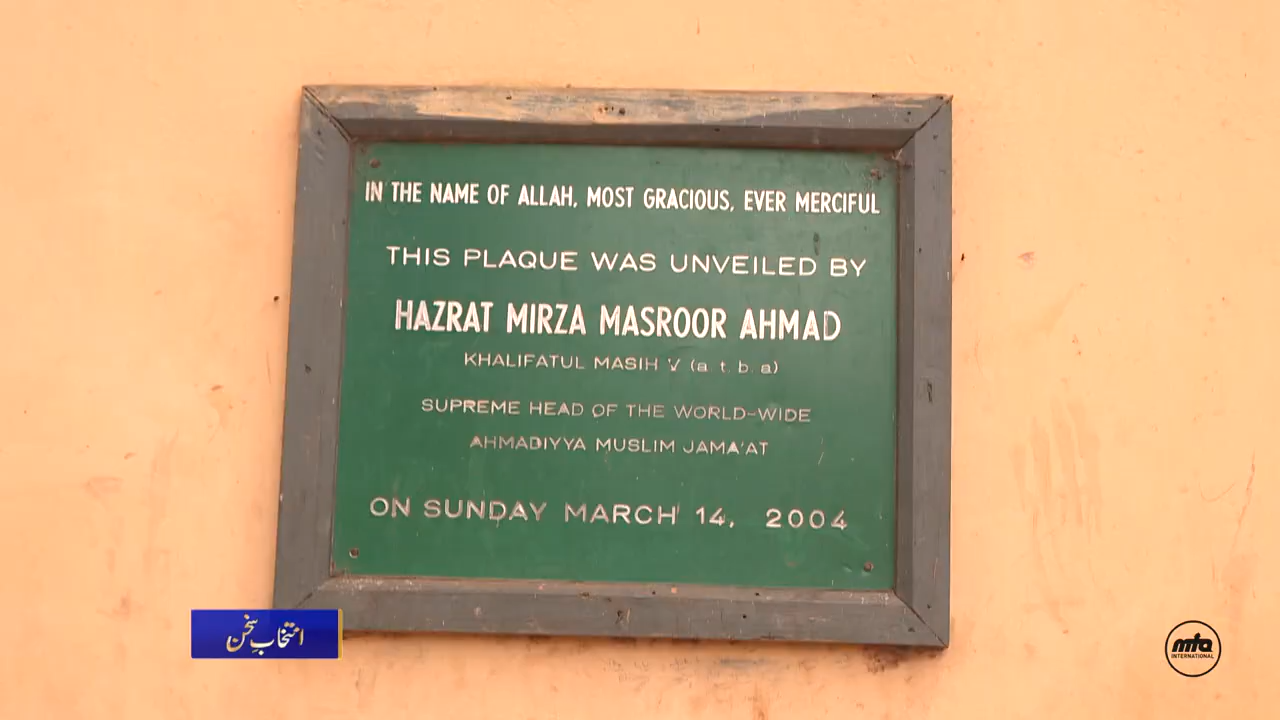 IN THE NAME OF ALLAH, MOST GRACIOUS, EVER MERCIFUL
THIS PLAQUE WAS UNVEILED BY
HAZRAT MIRZA MASROOR AHMAD
KHALIFATUL MASIH V (a t. b. a)
SUPREME HEAD OF THE WORLD-WIDE
AHMADIYYA MUSLIM JAMA'AT
ON SUNDAY MARCH 14, 2004
انتخابِ سخن
mta
INTERNATIONAL